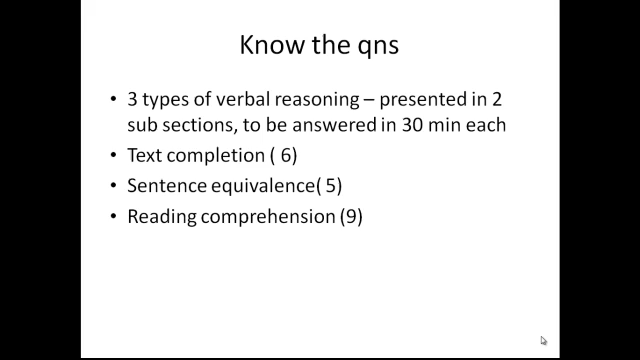 Know the qns
• 3 types of verbal reasoning – presented in 2
sub sections, to be answered in 30 min each
• Text completion ( 6)
• Sentence equivalence( 5)
• Reading comprehension (9)